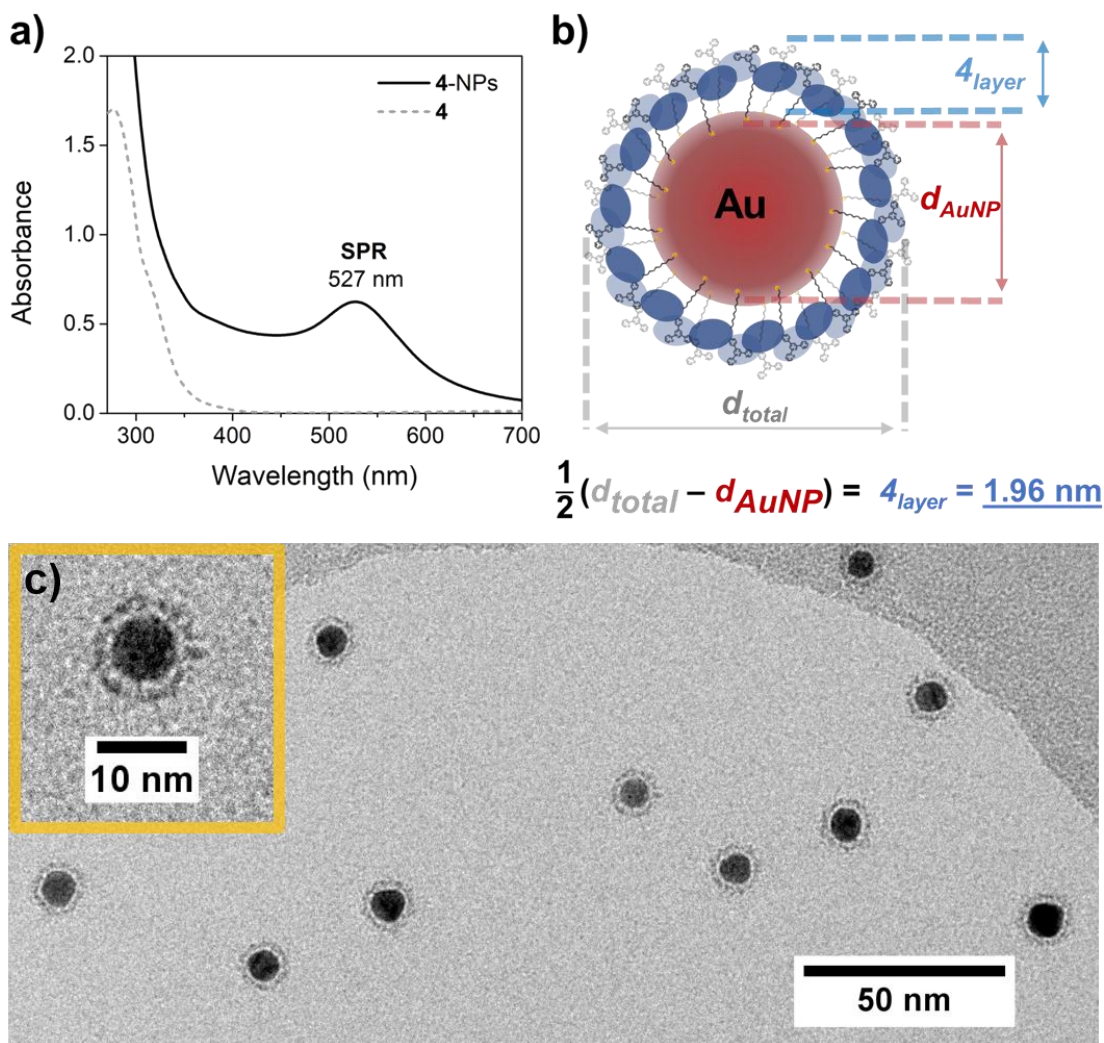 a)
2.0
1.5
1.0
0.5
0.0
Absorbance
4-NPs
4
SPR
527 nm
300 400 500 600 700
Wavelength (nm)
b)
4layer
Au
dAuNP
dtotal
1/2(dtotal – dAuNP) = 4layer = 1.96 nm
c)
10 nm
50 nm